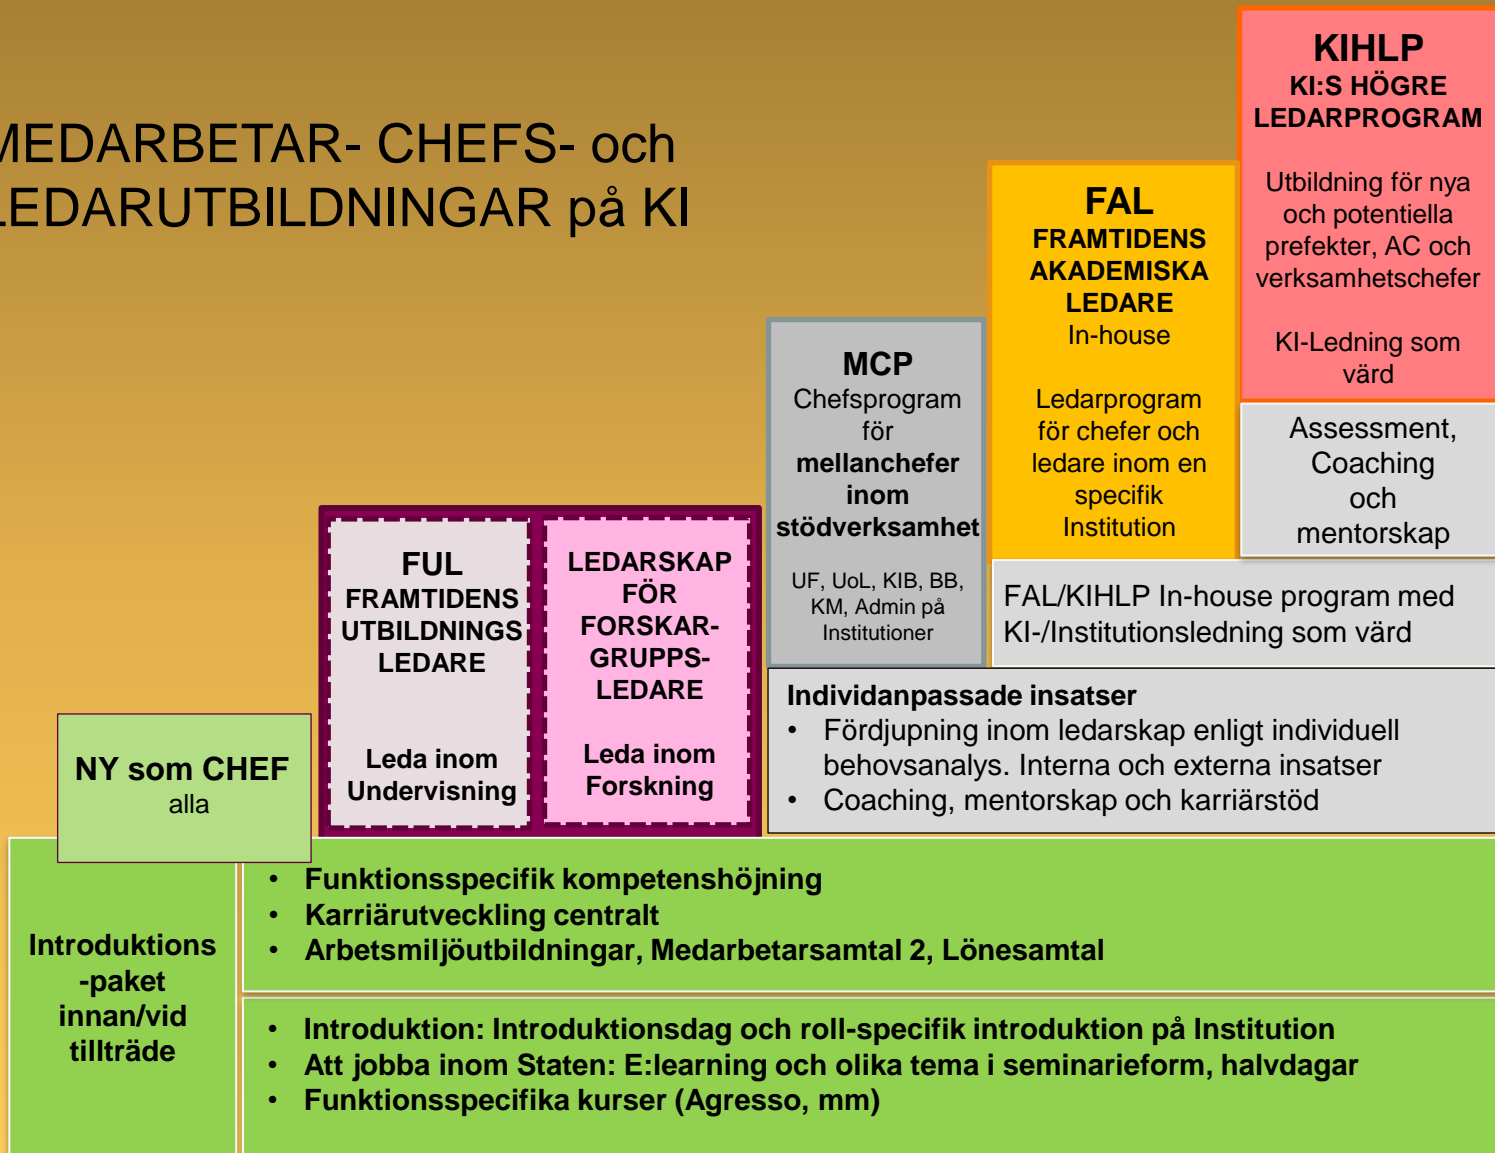 MEDARBETAR- CHEFS- och
LEDARUTBILDNINGAR på KI
KIHLP
KI:S HÖGRE
LEDARPROGRAM
Utbildning för nya
och potentiella
prefekter, AC och
verksamhetschefer
KI-Ledning som
värd
Assessment,
Coaching
och
mentorskap
FAL
FRAMTIDENS
AKADEMISKA
LEDARE
In-house
Ledarprogram
för chefer och
ledare inom en
specifik
Institution
FAL/KIHLP In-house program med
KI-/Institutionsledning som värd
MCP
Chefsprogram
för
mellanchefer
inom
stödverksamhet
UF, UoL, KIB, BB,
KM, Admin på
Institutioner
Individanpassade insatser
• Fördjupning inom ledarskap enligt individuell
behovsanalys. Interna och externa insatser
• Coaching, mentorskap och karriärstöd
FUL
FRAMTIDENS
UTBILDNINGS
LEDARE
Leda inom
Undervisning
LEDARSKAP
FÖR
FORSKAR-
GRUPPS-
LEDARE
Leda inom
Forskning
NY som CHEF
alla
Introduktions
-paket
innan/vid
tillträde
• Funktionsspecifik kompetenshöjning
• Karriärutveckling centralt
• Arbetsmiljöutbildningar, Medarbetarsamtal 2, Lönesamtal
• Introduktion: Introduktionsdag och roll-specifik introduktion på Institution
• Att jobba inom Staten: E:learning och olika tema i seminarieform, halvdagar
• Funktionsspecifika kurser (Agresso, mm)